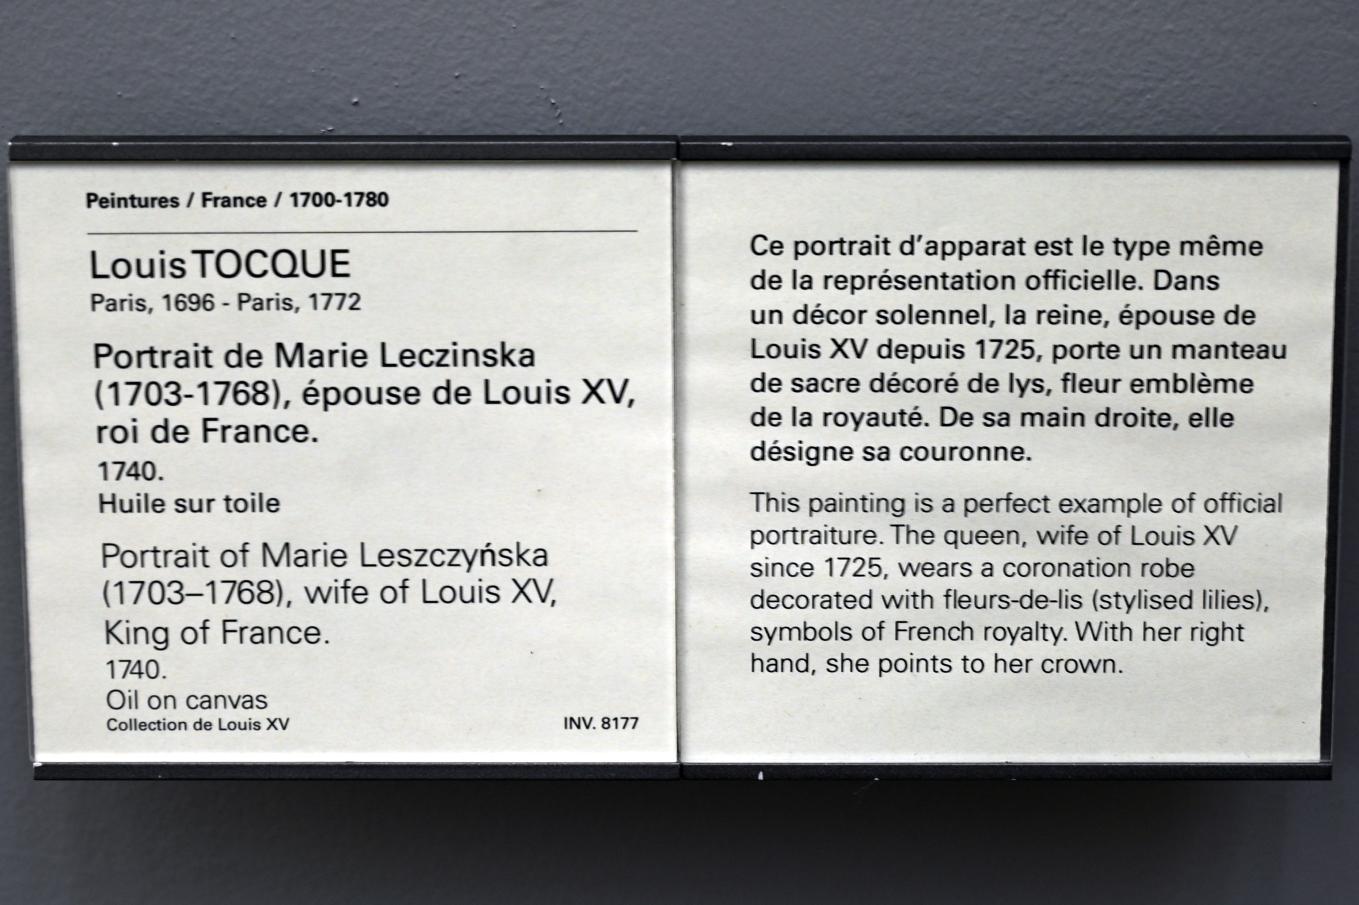 Peintures / France / 1700-1780
Louis TOCQUE
Paris, 1696 - Paris, 1772
Portrait de Marie Leczinska
(1703-1768), épouse de Louis XV,
roi de France.
1740.
Huile sur toile
Portrait of Marie Leszczyńska
(1703–1768), wife of Louis XV,
King of France.
1740.
Oil on canvas
Collection de Louis XV
INV. 8177
Ce portrait d'apparat est le type même
de la représentation officielle. Dans
un décor solennel, la reine, épouse de
Louis XV depuis 1725, porte un manteau
de sacre décoré de lys, fleur emblème
de la royauté. De sa main droite, elle
désigne sa couronne.
This painting is a perfect example of official
portraiture. The queen, wife of Louis XV
since 1725, wears a coronation robe
decorated with fleurs-de-lis (stylised lilies),
symbols of French royalty. With her right
hand, she points to her crown.